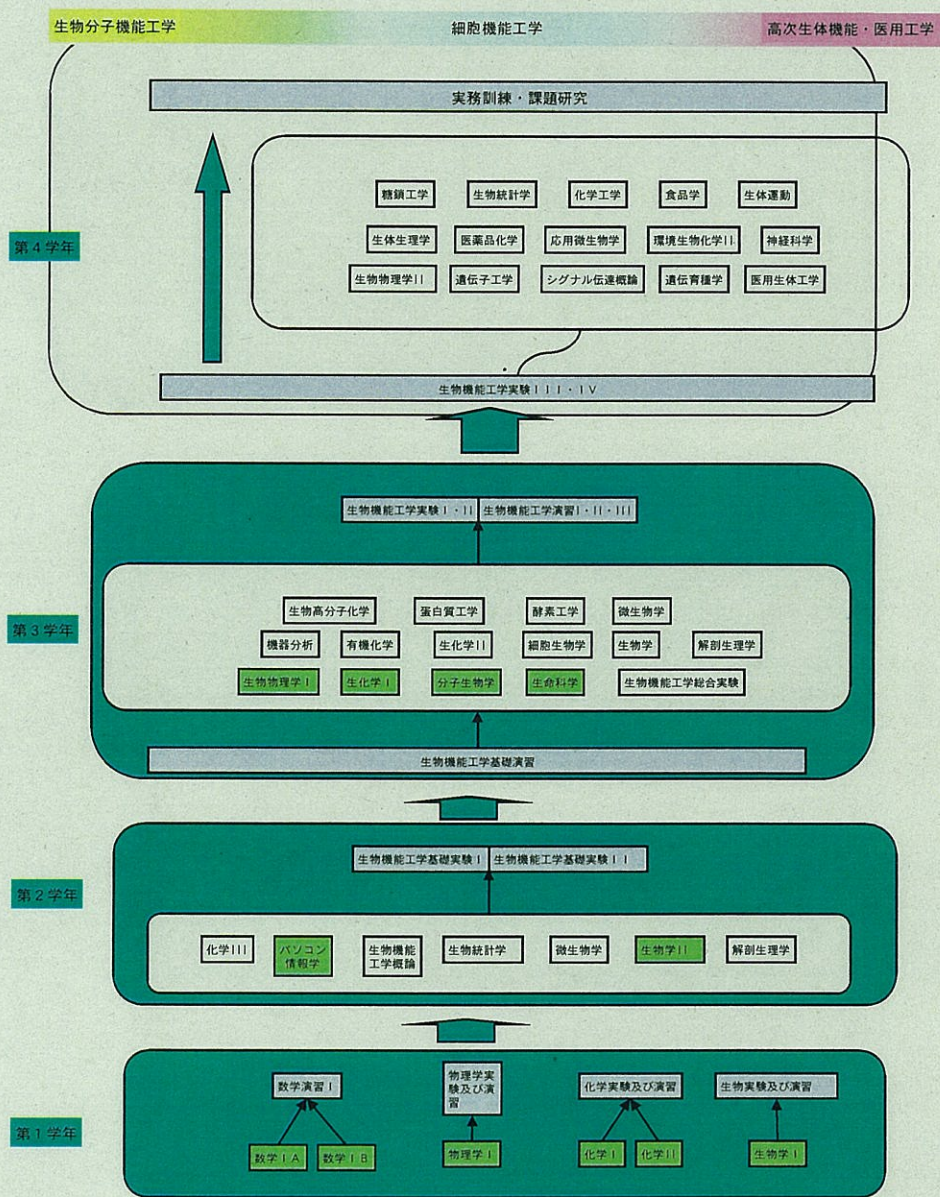 生物分子機能工学
細胞機能工学
高次生体機能・医用工学
実務訓練・課題研究
第4学年
糖鎖工学
生物統計学
化学工学
食品学
生体運動
生体生理学
医薬品化学
応用微生物学
環境生物化学II
神経科学
生物物理学II
遺伝子工学
シグナル伝達概論
遺伝育種学
医用生体工学
生物機能工学実験III・IV
第3学年
生物機能工学実験I・II
生物機能工学演習I・II・III
生物高分子化学
蛋白質工学
酵素工学
微生物学
機器分析
有機化学
生化学II
細胞生物学
生物学
解剖生理学
生物物理学I
生化学I
分子生物学
生命科学
生物機能工学総合実験
生物機能工学基礎演習
第2学年
生物機能工学基礎実験I
生物機能工学基礎実験II
化学III
パソコン
情報学
生物機能
工学概論
生物統計学
微生物学
生物学II
解剖生理学
第1学年
数学演習I
物理学実
験及び演
習
化学実験及び演習
生物実験及び演習
数学IA
数学IB
物理学I
化学I
化学II
生物学I